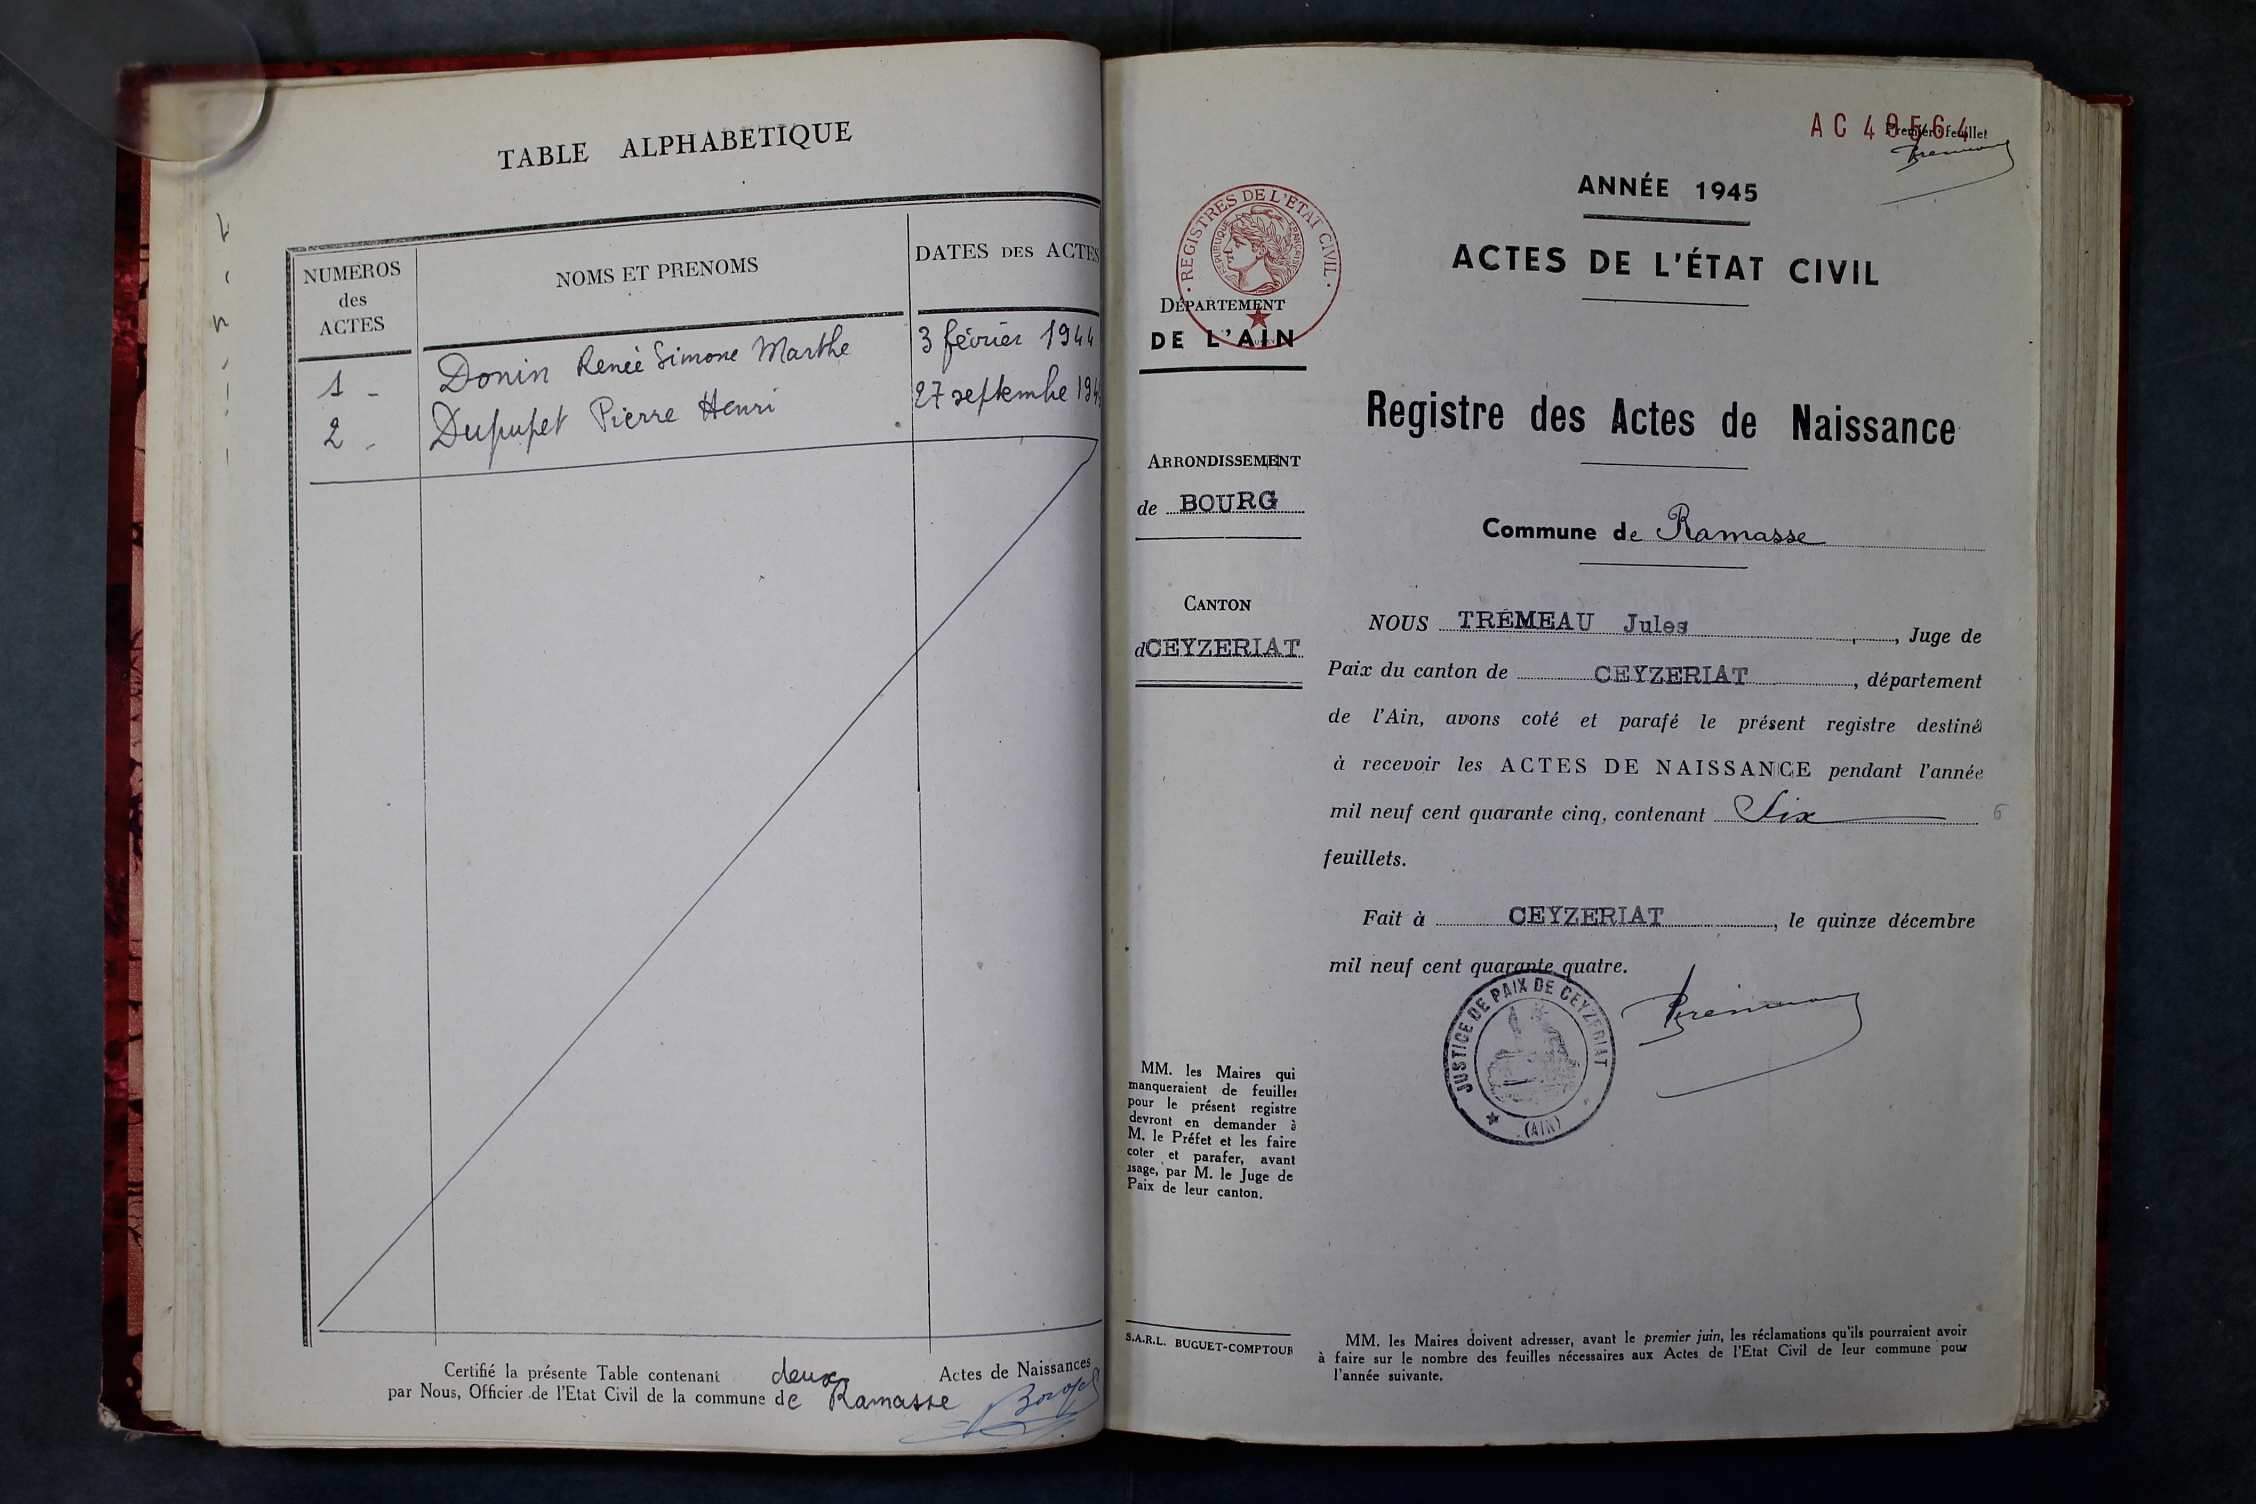 TABLE ALPHABETIQUE
NUMEROS
des
ACTES
NOMS ET PRENOMS
DATES DES ACTES
1 - Donin Renée Simone Marthe 3 février 1944
2 - Dupupet Pierre Henri 27 septembre 194
Certifié la présente Table contenant deux Actes de Naissances
par Nous, Officier de l'Etat Civil de la commune de Ramasse
AC 40564
Premier feuillet
REGISTRES DE L'ÉTAT CIVIL
RÉPUBLIQUE FRANÇAISE
DÉPARTEMENT
DE L'AIN
ARRONDISSEMENT
de BOURG
CANTON
d CEYZERIAT
MM. les Maires qui
manqueraient de feuilles
pour le présent registre
devront en demander à
M. le Préfet et les faire
coter et parafer, avant
usage, par M. le Juge de
Paix de leur canton.
S.A.R.L. BUGUET-COMPTOUR
ANNÉE 1945
ACTES DE L'ÉTAT CIVIL
Registre des Actes de Naissance
Commune de Ramasse
NOUS TRÉMEAU Jules, Juge de
Paix du canton de CEYZERIAT, département
de l'Ain, avons coté et parafé le présent registre destiné
à recevoir les ACTES DE NAISSANCE pendant l'année
mil neuf cent quarante cinq, contenant Six 6
feuillets.
Fait à CEYZERIAT, le quinze décembre
mil neuf cent quarante quatre.
JUSTICE DE PAIX DE CEYZERIAT
(AIN)
MM. les Maires doivent adresser, avant le premier juin, les réclamations qu'ils pourraient avoir
à faire sur le nombre des feuilles nécessaires aux Actes de l'Etat Civil de leur commune pour
l'année suivante.